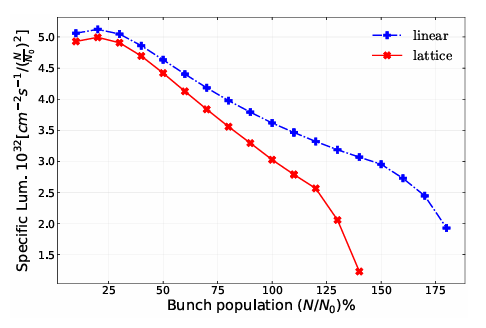 Specific Lum. 10^32[cm^−2s^−1/(N/N_0)^2]
5.0
4.5
4.0
3.5
3.0
2.5
2.0
1.5
linear
lattice
25 50 75 100 125 150 175
Bunch population (N/N_0)%